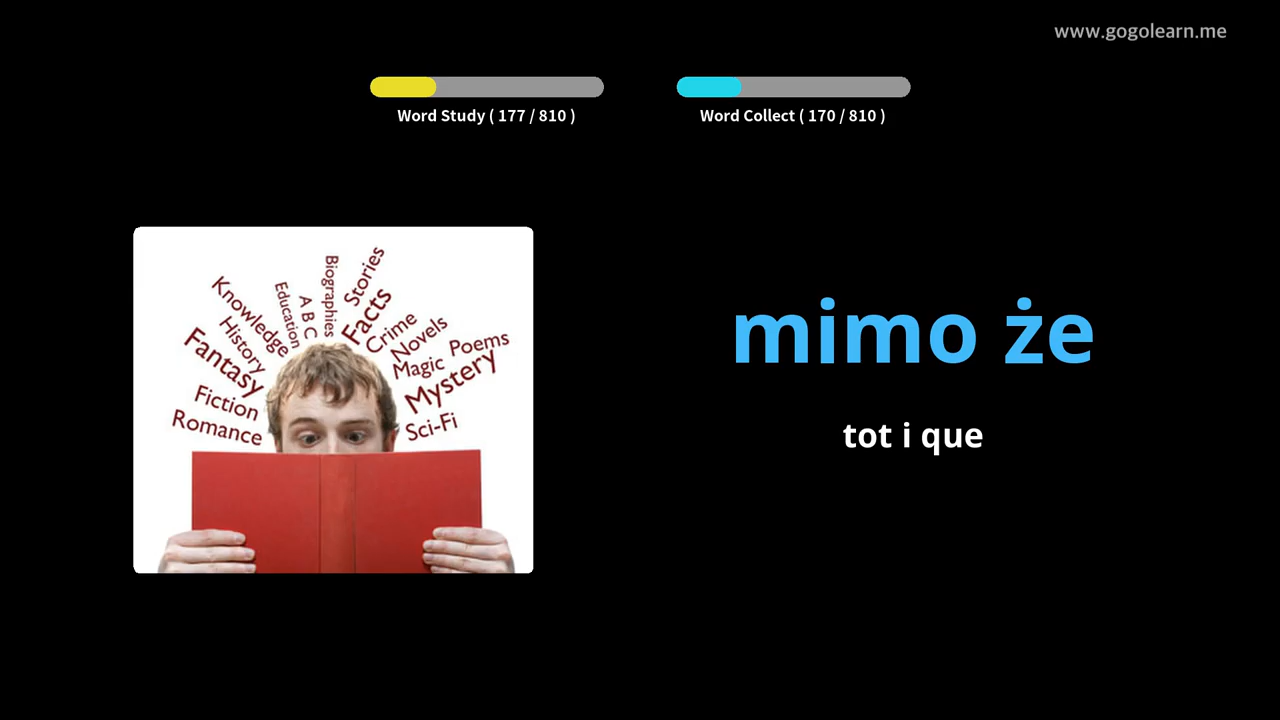 www.gogolearn.me
Word Study ( 177 / 810 )
Word Collect ( 170 / 810 )
Knowledge
History
Fantasy
Fiction
Romance
Education
A B C
Biographies
Stories
Facts
Crime
Novels
Magic
Poems
Mystery
Sci-Fi
mimo że
tot i que